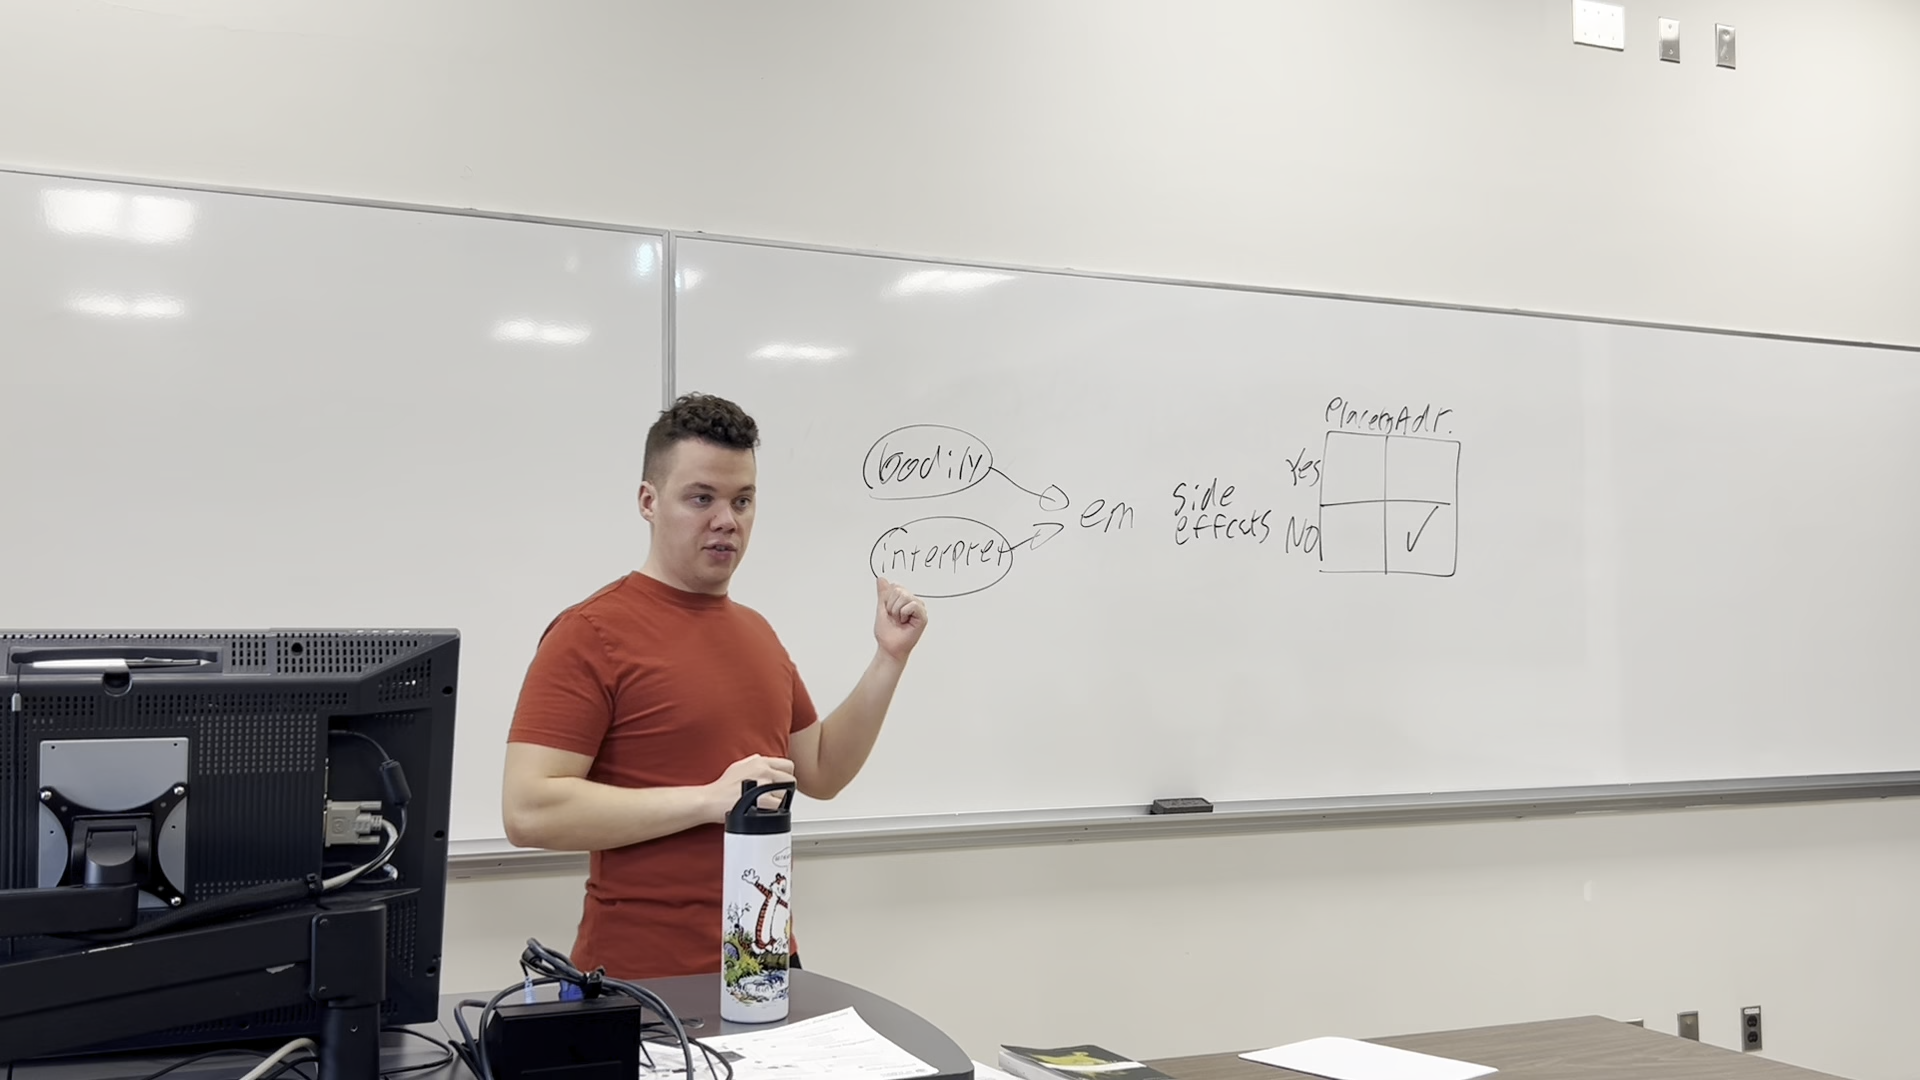 bodily
interpret
em
side
effects
Placebo Adr.
Yes
No